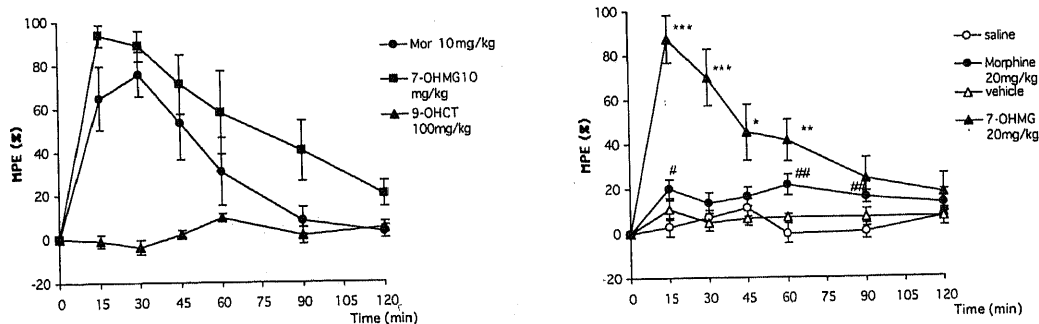 100
80
60
40
20
0
-20
MPE (%)
0 15 30 45 60 75 90 105 120
Time (min)
Mor 10mg/kg
7-OHMG10
mg/kg
9-OHCT
100mg/kg
100
80
60
40
20
0
-20
MPE (%)
***
***
*
**
#
##
##
0 15 30 45 60 75 90 105 120
Time (min)
saline
Morphine
20mg/kg
vehicle
7-OHMG
20mg/kg